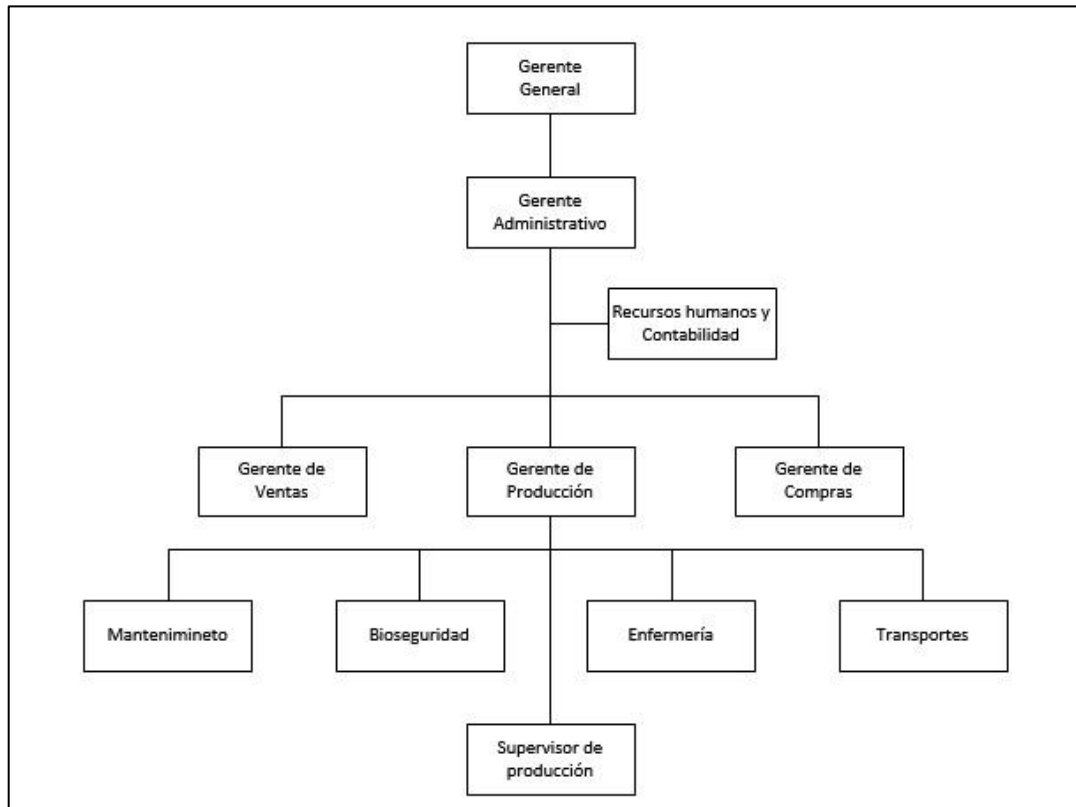 Gerente
General
Gerente
Administrativo
Recursos humanos y
Contabilidad
Gerente de
Ventas
Gerente de
Producción
Gerente de
Compras
Mantenimineto
Bioseguridad
Enfermería
Transportes
Supervisor de
producción